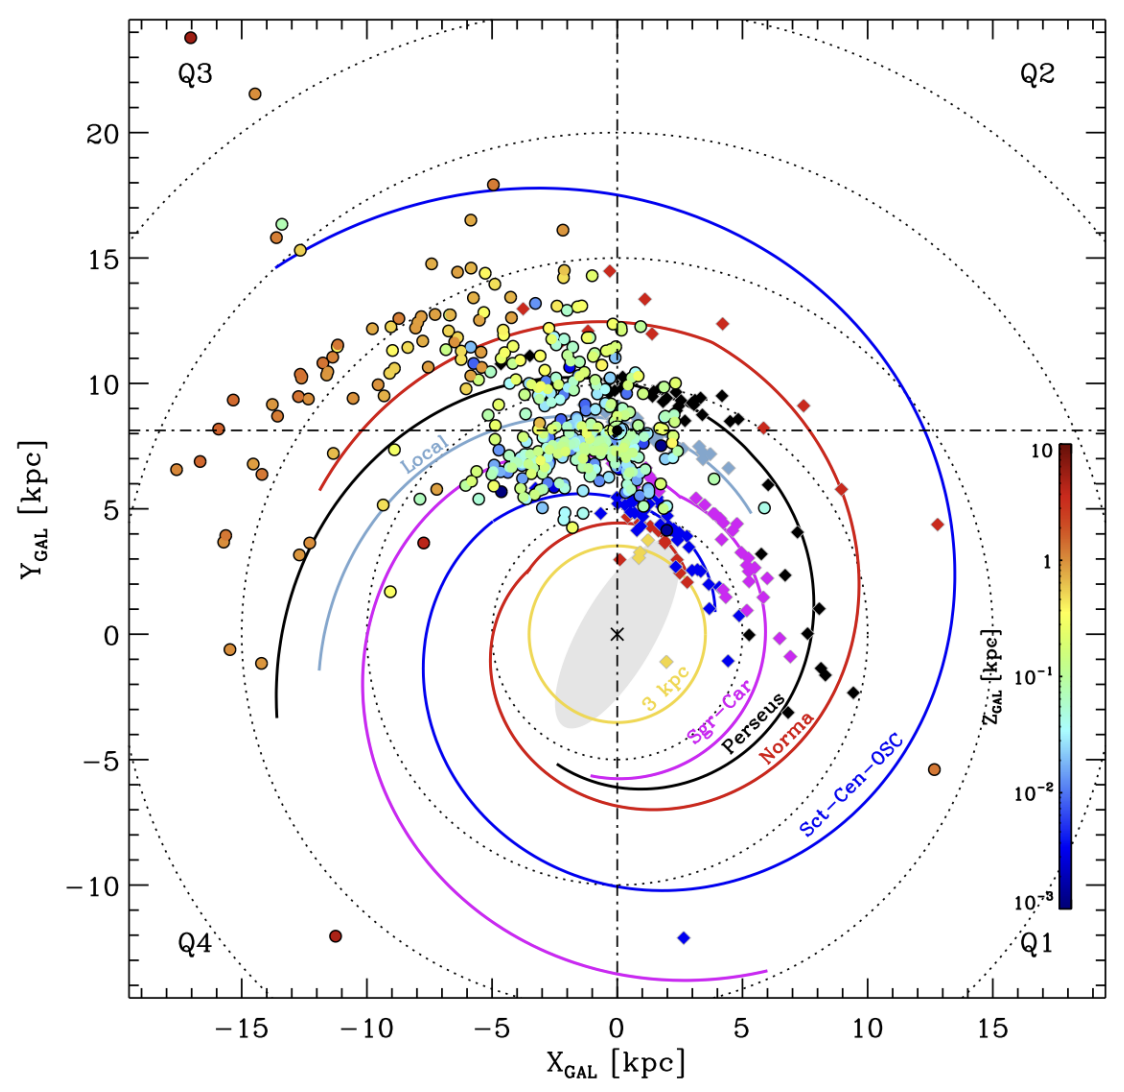 Q3
Q2
20
15
10
5
0
−5
−10
Y_GAL [kpc]
Local
3 kpc
Sgr−Car
Perseus
Norma
Sct−Cen−OSC
10
1
10⁻¹
10⁻²
10⁻³
Z_GAL [kpc]
Q4
Q1
−15
−10
−5
0
5
10
15
X_GAL [kpc]